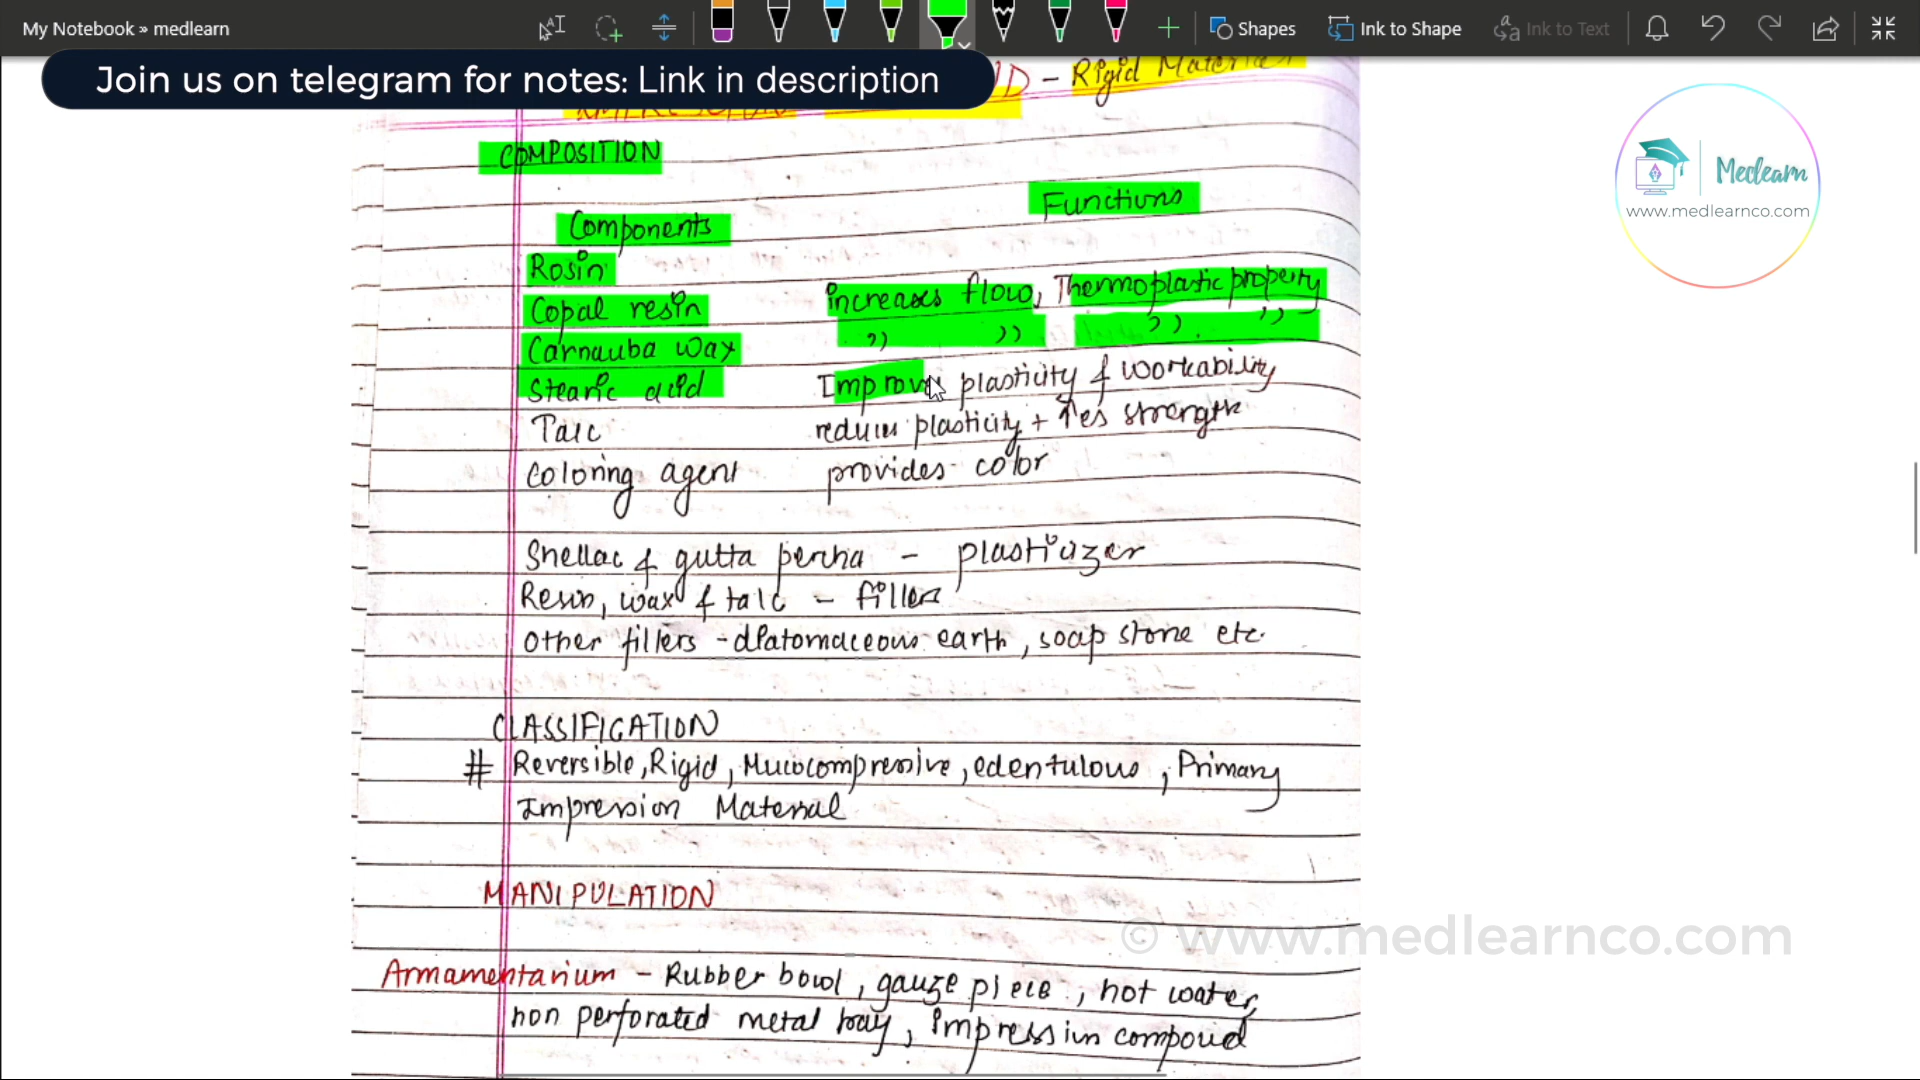 My Notebook » medlearn
Shapes
Ink to Shape
Ink to Text
Join us on telegram for notes: Link in description
- Rigid Material
Medlearn
www.medlearnco.com
COMPOSITION
Functions
Components
Rosin
Copal resin increases flow, Thermoplastic property
Carnauba wax ,, ,, ,, ,,
Stearic acid Improves plasticity & workability
Talc reduces plasticity + ↑es strength
Coloring agent provides color
Shellac & gutta percha - plasticizer
Resin, wax & talc - fillers
Other fillers - diatomaceous earth, soap stone etc.
CLASSIFICATION
# Reversible, Rigid, Mucocompressive, edentulous, Primary
Impression Material
MANIPULATION
© www.medlearnco.com
Armamentarium - Rubber bowl, gauze piece, hot water,
non perforated metal tray, impression compoud